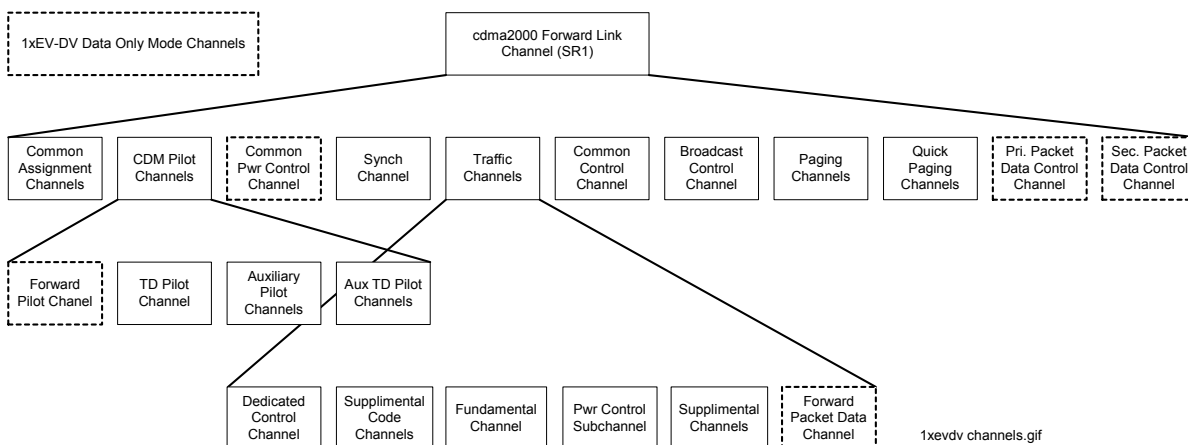 1xEV-DV Data Only Mode Channels
cdma2000 Forward Link
Channel (SR1)
Common
Assignment
Channels
CDM Pilot
Channels
Common
Pwr Control
Channel
Synch
Channel
Traffic
Channels
Common
Control
Channel
Broadcast
Control
Channel
Paging
Channels
Quick
Paging
Channels
Pri. Packet
Data Control
Channel
Sec. Packet
Data Control
Channel
Forward
Pilot Chanel
TD Pilot
Channel
Auxiliary
Pilot
Channels
Aux TD Pilot
Channels
Dedicated
Control
Channel
Supplimental
Code
Channels
Fundamental
Channel
Pwr Control
Subchannel
Supplimental
Channels
Forward
Packet Data
Channel
1xevdv channels.gif